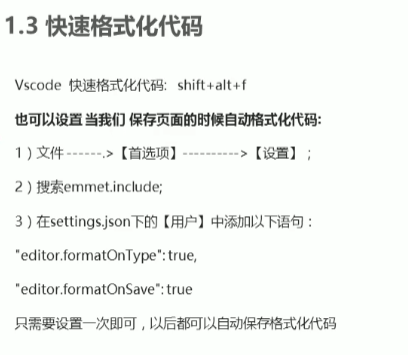 1.3 快速格式化代码
Vscode 快速格式化代码: shift+alt+f
也可以设置 当我们 保存页面的时候自动格式化代码:
1）文件 ------.>【首选项】---------->【设置】；
2）搜索emmet.include;
3）在settings.json下的【用户】中添加以下语句：
"editor.formatOnType": true,
"editor.formatOnSave": true
只需要设置一次即可，以后都可以自动保存格式化代码